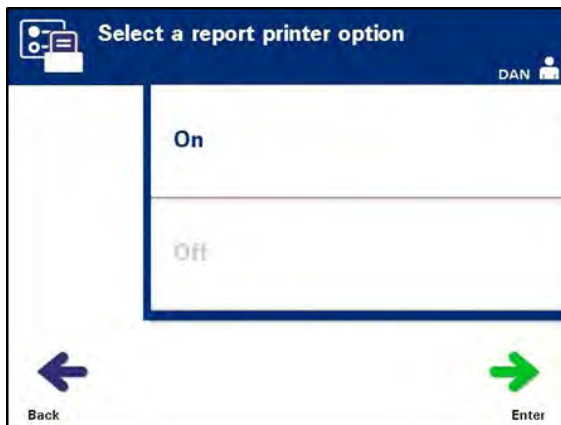 Select a report printer option
DAN
On
Off
Back
Enter